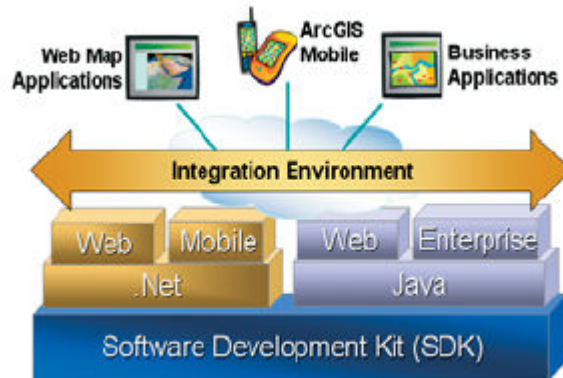 Web Map
Applications
ArcGIS
Mobile
Business
Applications
Integration Environment
Web
Mobile
Web
Enterprise
.Net
Java
Software Development Kit (SDK)